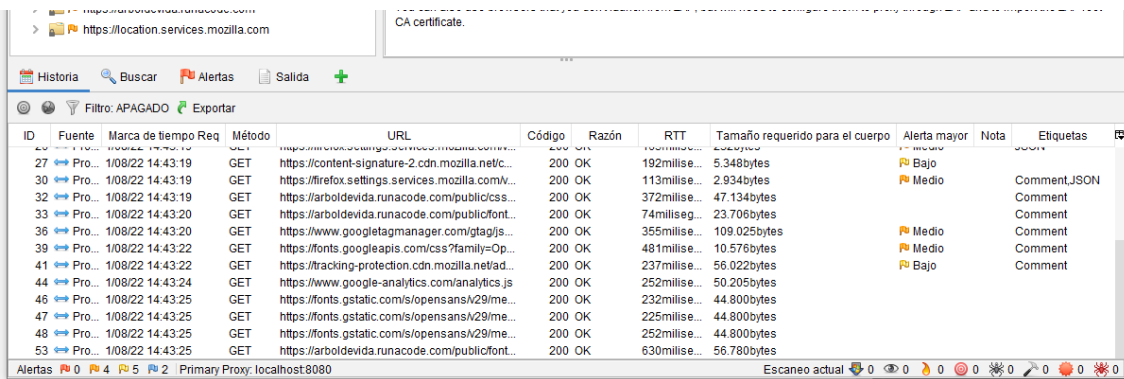 https://location.services.mozilla.com
CA certificate.
Historia Buscar Alertas Salida
Filtro: APAGADO Exportar
ID Fuente Marca de tiempo Req Método URL Código Razón RTT Tamaño requerido para el cuerpo Alerta mayor Nota Etiquetas
27 Pro... 1/08/22 14:43:19 GET https://content-signature-2.cdn.mozilla.net/c... 200 OK 192milise... 5.348bytes Bajo
30 Pro... 1/08/22 14:43:19 GET https://firefox.settings.services.mozilla.com/v... 200 OK 113milise... 2.934bytes Medio Comment,JSON
32 Pro... 1/08/22 14:43:19 GET https://arboldevida.runacode.com/public/css... 200 OK 372milise... 47.134bytes Comment
33 Pro... 1/08/22 14:43:20 GET https://arboldevida.runacode.com/public/font... 200 OK 74miliseg... 23.706bytes Comment
36 Pro... 1/08/22 14:43:20 GET https://www.googletagmanager.com/gtag/js... 200 OK 355milise... 109.025bytes Medio Comment
39 Pro... 1/08/22 14:43:22 GET https://fonts.googleapis.com/css?family=Op... 200 OK 481milise... 10.576bytes Medio Comment
41 Pro... 1/08/22 14:43:22 GET https://tracking-protection.cdn.mozilla.net/ad... 200 OK 237milise... 56.022bytes Bajo Comment
44 Pro... 1/08/22 14:43:24 GET https://www.google-analytics.com/analytics.js 200 OK 252milise... 50.205bytes
46 Pro... 1/08/22 14:43:25 GET https://fonts.gstatic.com/s/opensans/v29/me... 200 OK 232milise... 44.800bytes
47 Pro... 1/08/22 14:43:25 GET https://fonts.gstatic.com/s/opensans/v29/me... 200 OK 225milise... 44.800bytes
48 Pro... 1/08/22 14:43:25 GET https://fonts.gstatic.com/s/opensans/v29/me... 200 OK 252milise... 44.800bytes
53 Pro... 1/08/22 14:43:25 GET https://arboldevida.runacode.com/public/font... 200 OK 630milise... 56.780bytes
Alertas 0 4 5 2 Primary Proxy: localhost:8080 Escaneo actual 0 0 0 0 0 0 0 0